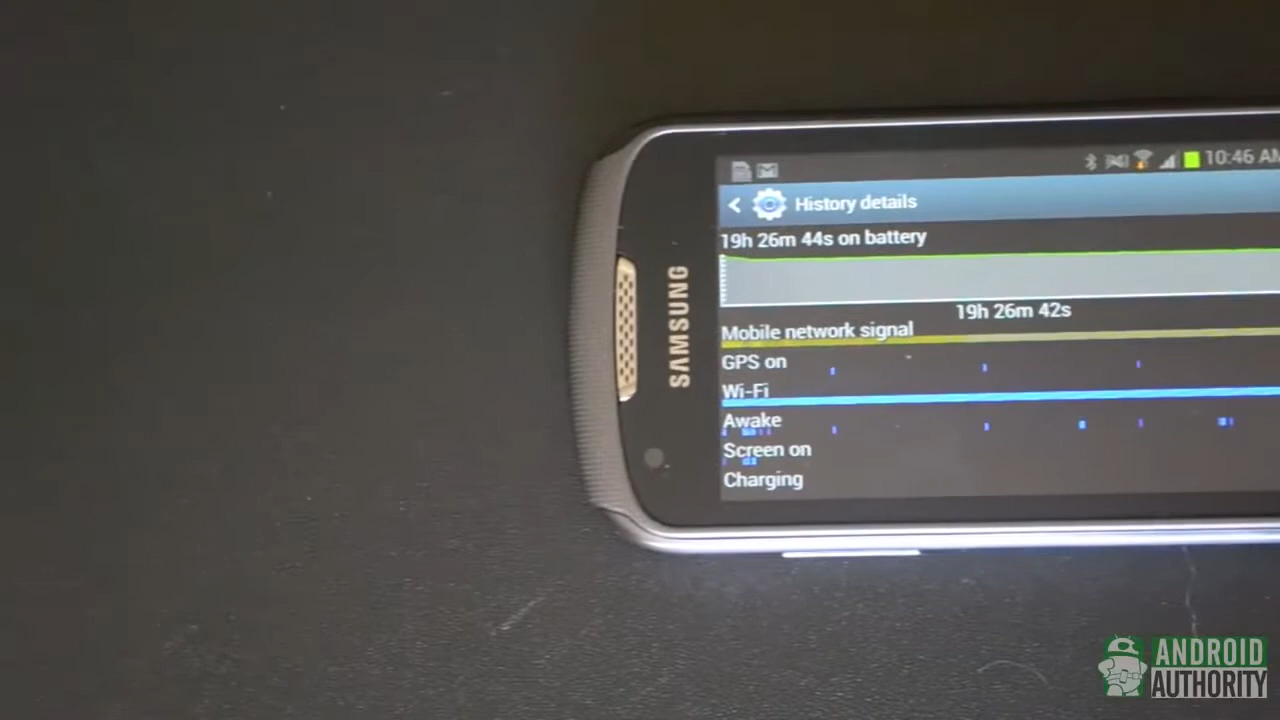 10:46 AM
History details
19h 26m 44s on battery
19h 26m 42s
Mobile network signal
GPS on
Wi-Fi
Awake
Screen on
Charging
SAMSUNG
ANDROID
AUTHORITY